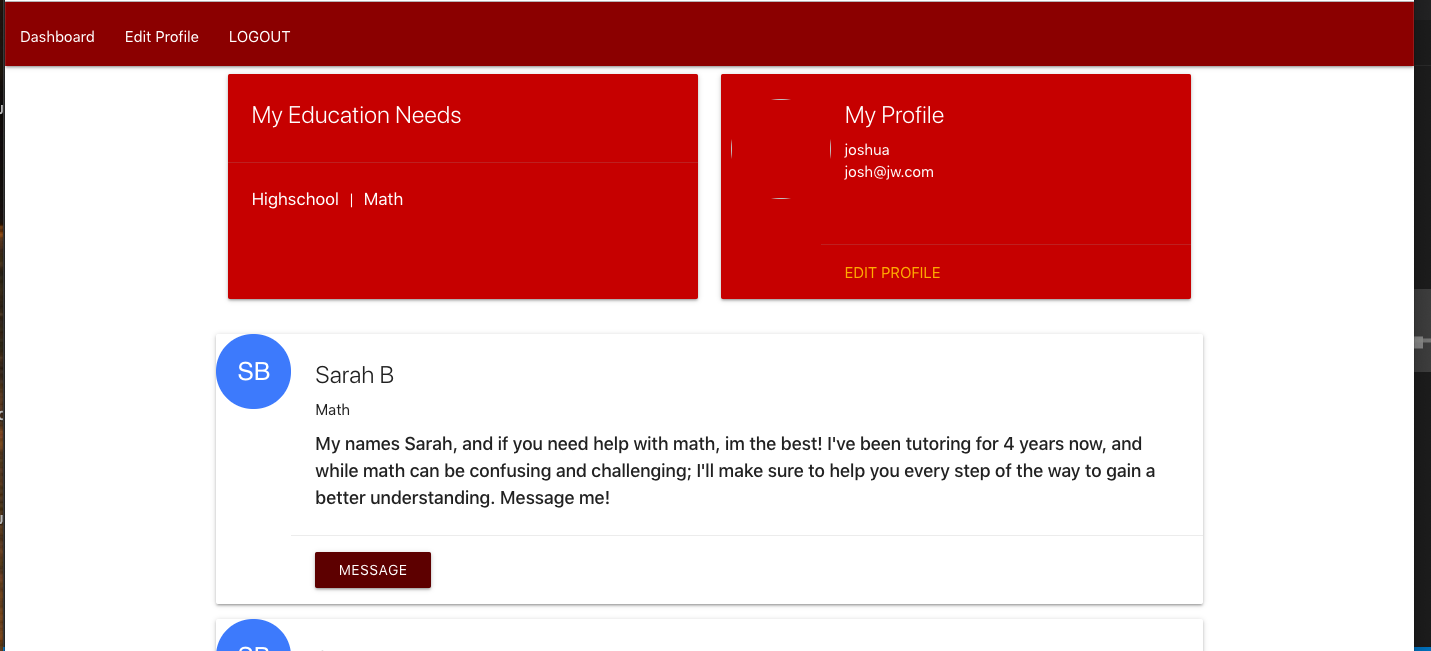 Dashboard Edit Profile LOGOUT
My Education Needs
Highschool | Math
My Profile
joshua
josh@jw.com
EDIT PROFILE
SB
Sarah B
Math
My names Sarah, and if you need help with math, im the best! I've been tutoring for 4 years now, and
while math can be confusing and challenging; I'll make sure to help you every step of the way to gain a
better understanding. Message me!
MESSAGE